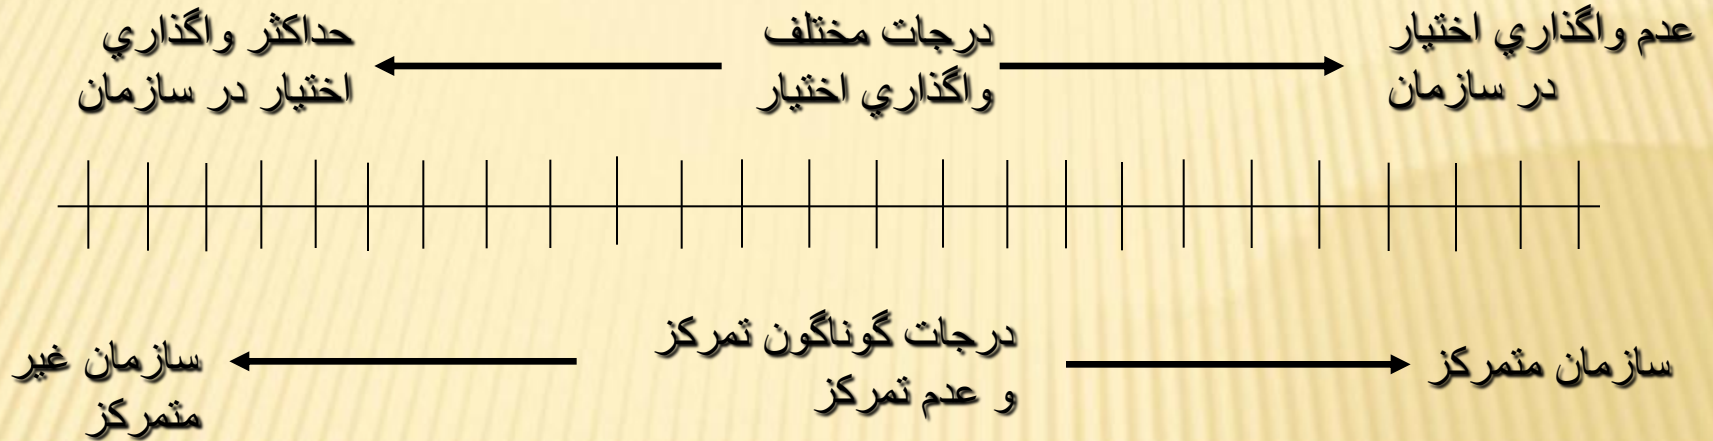 عدم واگذاري اختيار
در سازمان
درجات مختلف
واگذاري اختيار
حداكثر واگذاري
اختيار در سازمان
سازمان متمركز
درجات گوناگون تمركز
و عدم تمركز
سازمان غير
متمركز